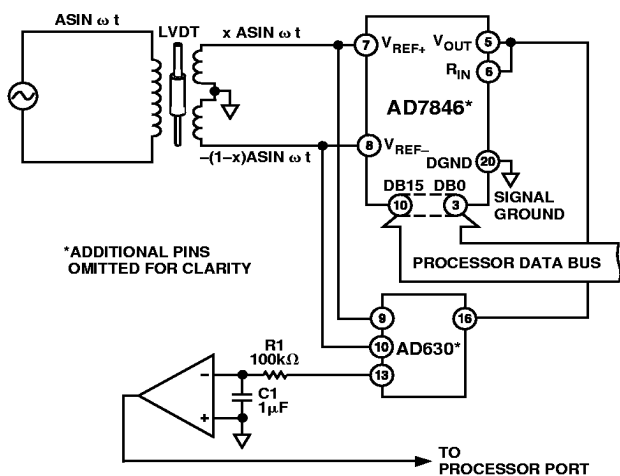 ASIN ω t
LVDT
x ASIN ω t
–(1–x)ASIN ω t
7
VREF+
VOUT
5
RIN
6
AD7846*
8
VREF–
DGND
20
DB15
DB0
10
3
SIGNAL
GROUND
*ADDITIONAL PINS
OMITTED FOR CLARITY
PROCESSOR DATA BUS
9
16
10
AD630*
13
R1
100kΩ
C1
1μF
–
+
TO
PROCESSOR PORT